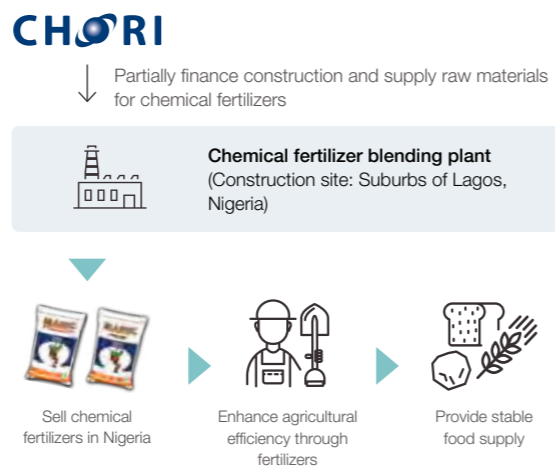 CHORI
Partially finance construction and supply raw materials
for chemical fertilizers
Chemical fertilizer blending plant
(Construction site: Suburbs of Lagos,
Nigeria)
Sell chemical
fertilizers in Nigeria
Enhance agricultural
efficiency through
fertilizers
Provide stable
food supply